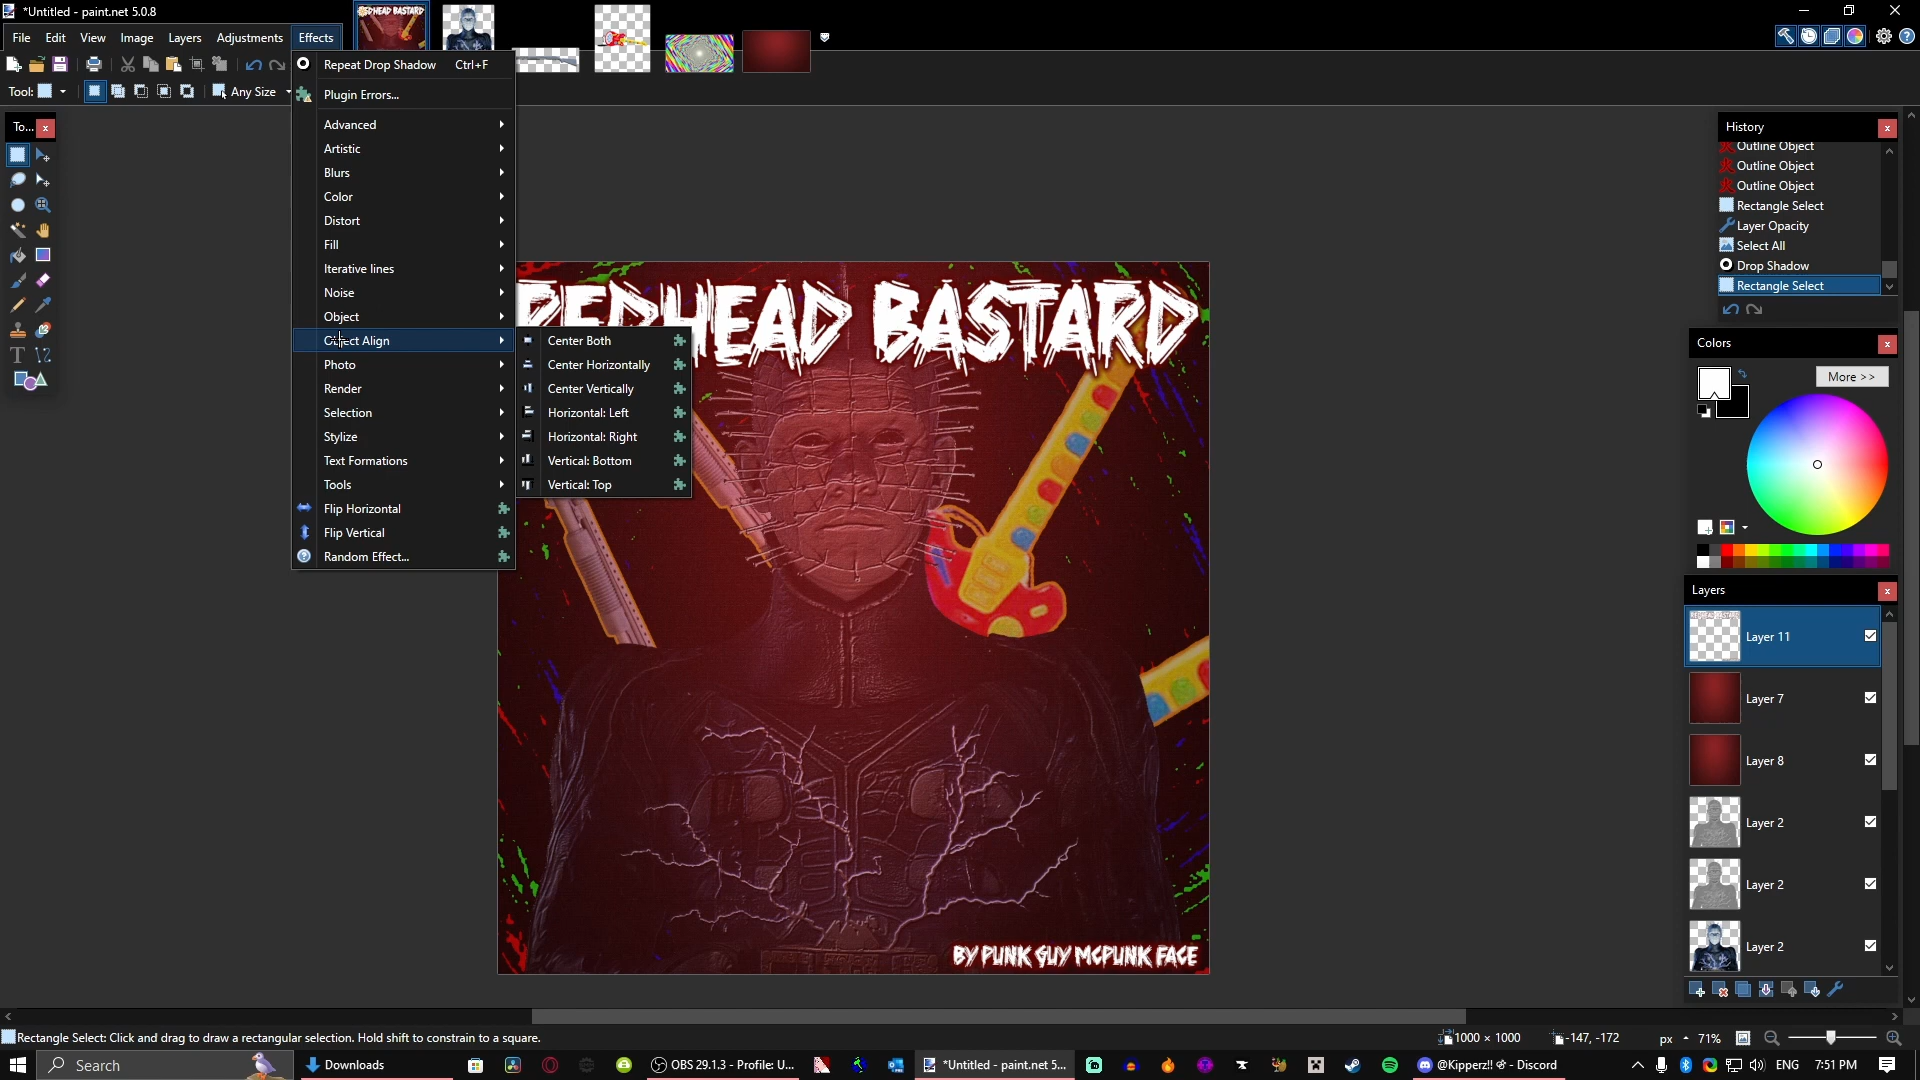 *Untitled - paint.net 5.0.8
File Edit View Image Layers Adjustments Effects
Tool: Any Size
To...
Repeat Drop Shadow Ctrl+F
Plugin Errors...
Advanced
Artistic
Blurs
Color
Distort
Fill
Iterative lines
Noise
Object
Object Align
Photo
Render
Selection
Stylize
Text Formations
Tools
Flip Horizontal
Flip Vertical
Random Effect...
Center Both
Center Horizontally
Center Vertically
Horizontal: Left
Horizontal: Right
Vertical: Bottom
Vertical: Top
REDHEAD BASTARD
REDHEAD BASTARD
BY PUNK GUY MCPUNK FACE
History
Outline Object
Outline Object
Outline Object
Rectangle Select
Layer Opacity
Select All
Drop Shadow
Rectangle Select
Colors
More >>
Layers
Layer 11
Layer 7
Layer 8
Layer 2
Layer 2
Layer 2
Rectangle Select: Click and drag to draw a rectangular selection. Hold shift to constrain to a square.
1000 × 1000 -147, -172 px 71%
Search Downloads OBS 29.1.3 - Profile: U... *Untitled - paint.net 5... @Kipperz!! - Discord ENG 7:51 PM